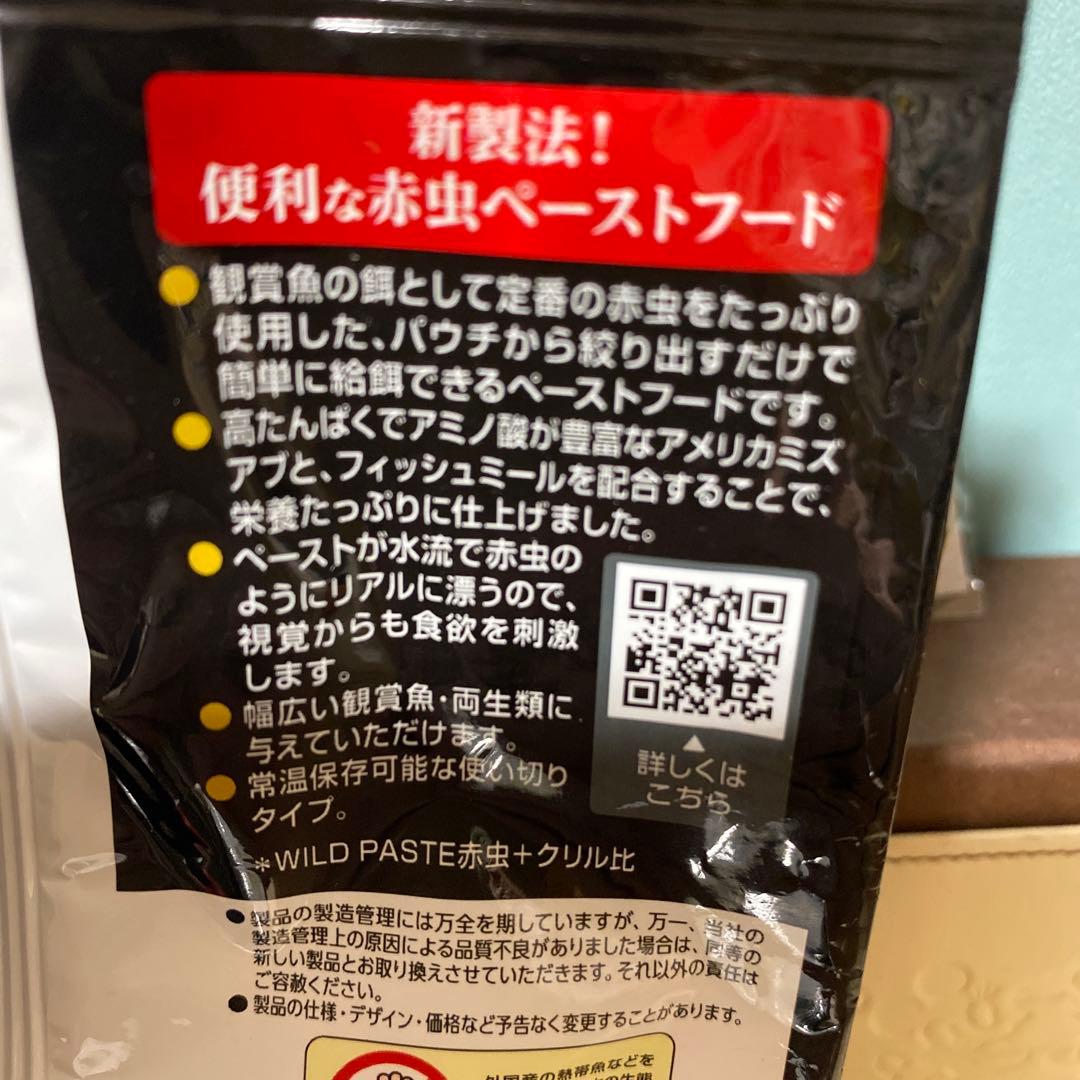 新製法!
便利な赤虫ペーストフード
観賞魚の餌として定番の赤虫をたっぷり
使用した、パウチから絞り出すだけで
簡単に給餌できるペーストフードです。
高たんぱくでアミノ酸が豊富なアメリカミズ
アブと、フィッシュミールを配合することで、
栄養たっぷりに仕上げました。
ペーストが水流で赤虫の
ようにリアルに漂うので、
視覚からも食欲を刺激
します。
幅広い観賞魚・両生類に
与えていただけます。
常温保存可能な使い切り
タイプ。
詳しくは
こちら
*WILD PASTE赤虫+クリル比
●製品の製造管理には万全を期していますが、万一、当社の
製造管理上の原因による品質不良がありました場合は、同等の
新しい製品とお取り換えさせていただきます。それ以外の責任は
ご容赦ください。
●製品の仕様・デザイン・価格など予告なく変更することがあります。
外国産の熱帯魚などを